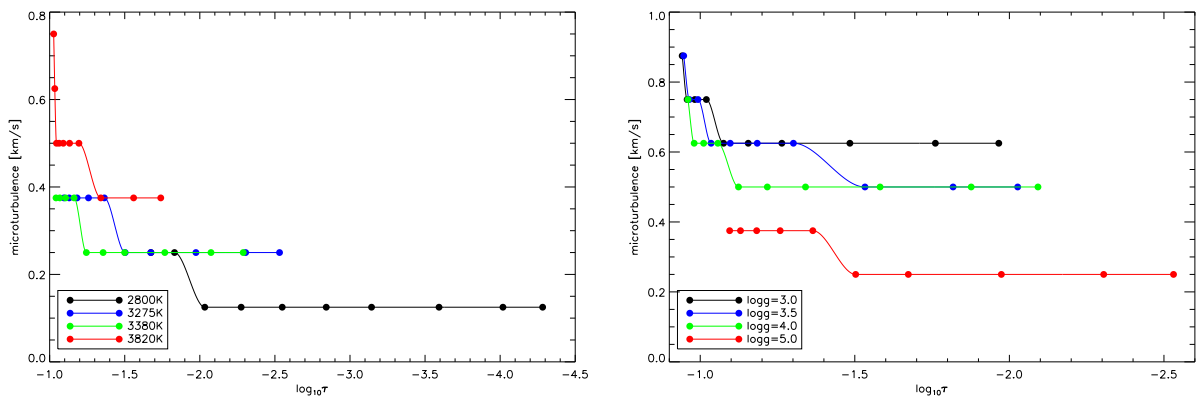 0.8
0.6
0.4
0.2
0.0
microturbulence [km/s]
2800K
3275K
3380K
3820K
−1.0 −1.5 −2.0 −2.5 −3.0 −3.5 −4.0 −4.5
log₁₀τ
1.0
0.8
0.6
0.4
0.2
0.0
microturbulence [km/s]
logg=3.0
logg=3.5
logg=4.0
logg=5.0
−1.0 −1.5 −2.0 −2.5
log₁₀τ